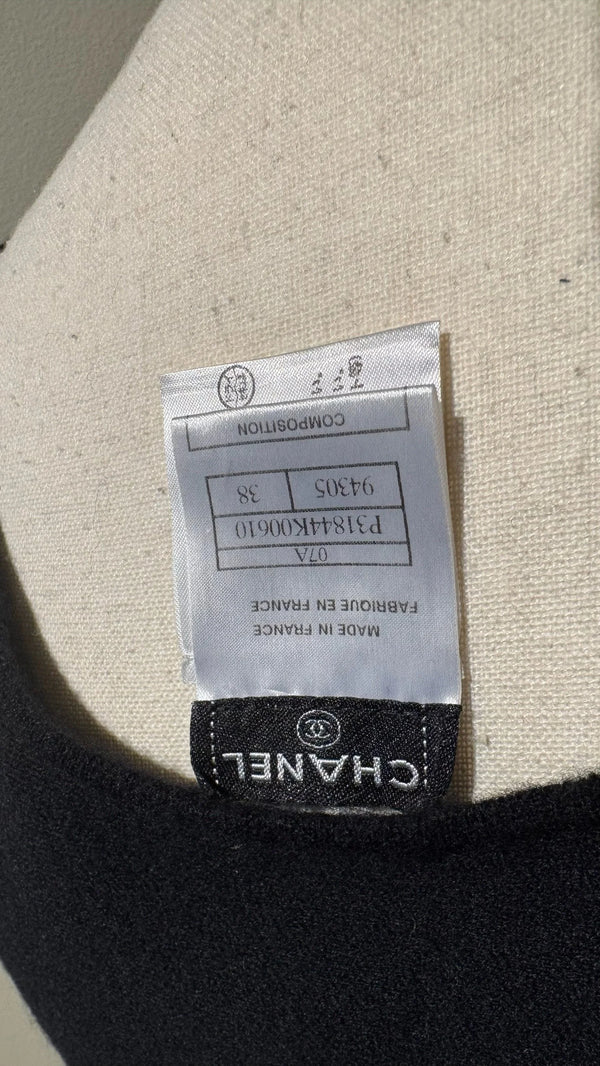 CHANEL
MADE IN FRANCE
FABRIQUE EN FRANCE
07A
P31844K00610
94305 38
COMPOSITION